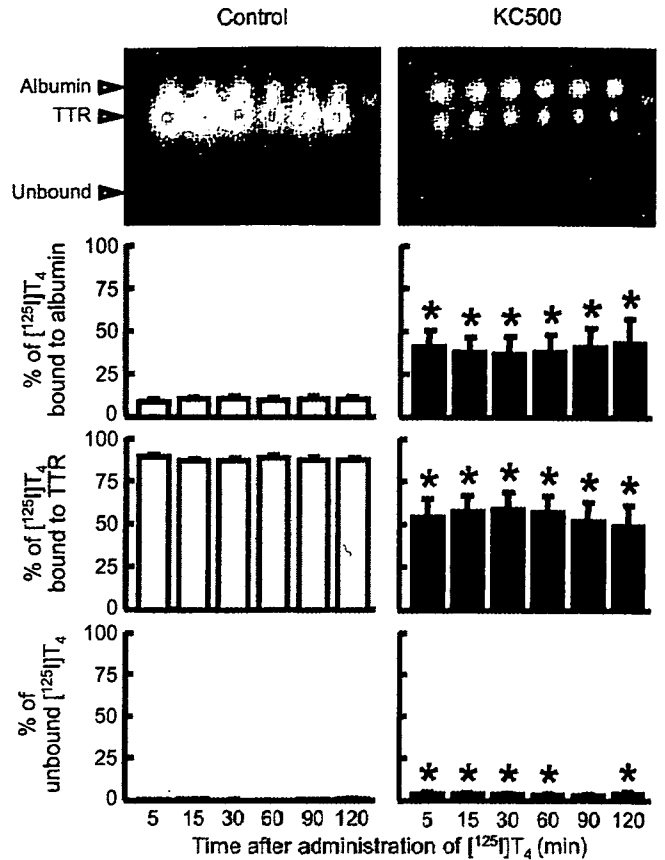 Control
KC500
Albumin
TTR
Unbound
% of [¹²⁵I]T₄
bound to albumin
100
75
50
25
0
* * * * * *
% of [¹²⁵I]T₄
bound to TTR
100
75
50
25
0
* * * * * *
% of
unbound [¹²⁵I]T₄
100
75
50
25
0
* * * * *
5 15 30 60 90 120
5 15 30 60 90 120
Time after administration of [¹²⁵I]T₄ (min)